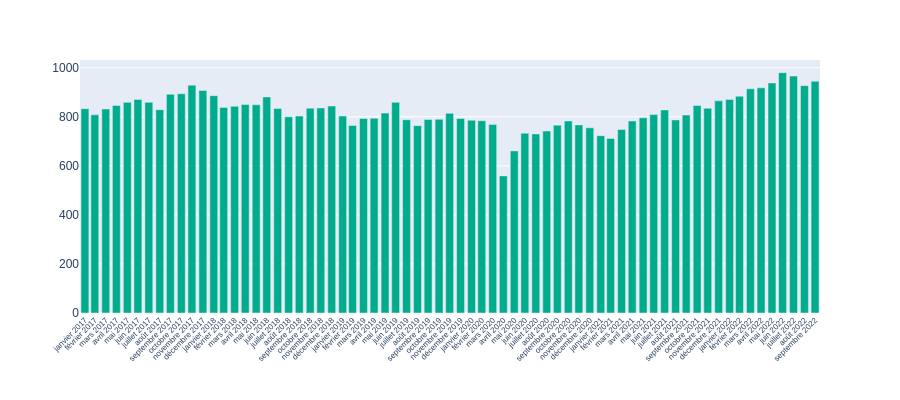 1000
800
600
400
200
0
janvier 2017
février 2017
mars 2017
avril 2017
mai 2017
juin 2017
juillet 2017
août 2017
septembre 2017
octobre 2017
novembre 2017
décembre 2017
janvier 2018
février 2018
mars 2018
avril 2018
mai 2018
juin 2018
juillet 2018
août 2018
septembre 2018
octobre 2018
novembre 2018
décembre 2018
janvier 2019
février 2019
mars 2019
avril 2019
mai 2019
juin 2019
juillet 2019
août 2019
septembre 2019
octobre 2019
novembre 2019
décembre 2019
janvier 2020
février 2020
mars 2020
avril 2020
mai 2020
juin 2020
juillet 2020
août 2020
septembre 2020
octobre 2020
novembre 2020
décembre 2020
janvier 2021
février 2021
mars 2021
avril 2021
mai 2021
juin 2021
juillet 2021
août 2021
septembre 2021
octobre 2021
novembre 2021
décembre 2021
janvier 2022
février 2022
mars 2022
avril 2022
mai 2022
juin 2022
juillet 2022
août 2022
septembre 2022